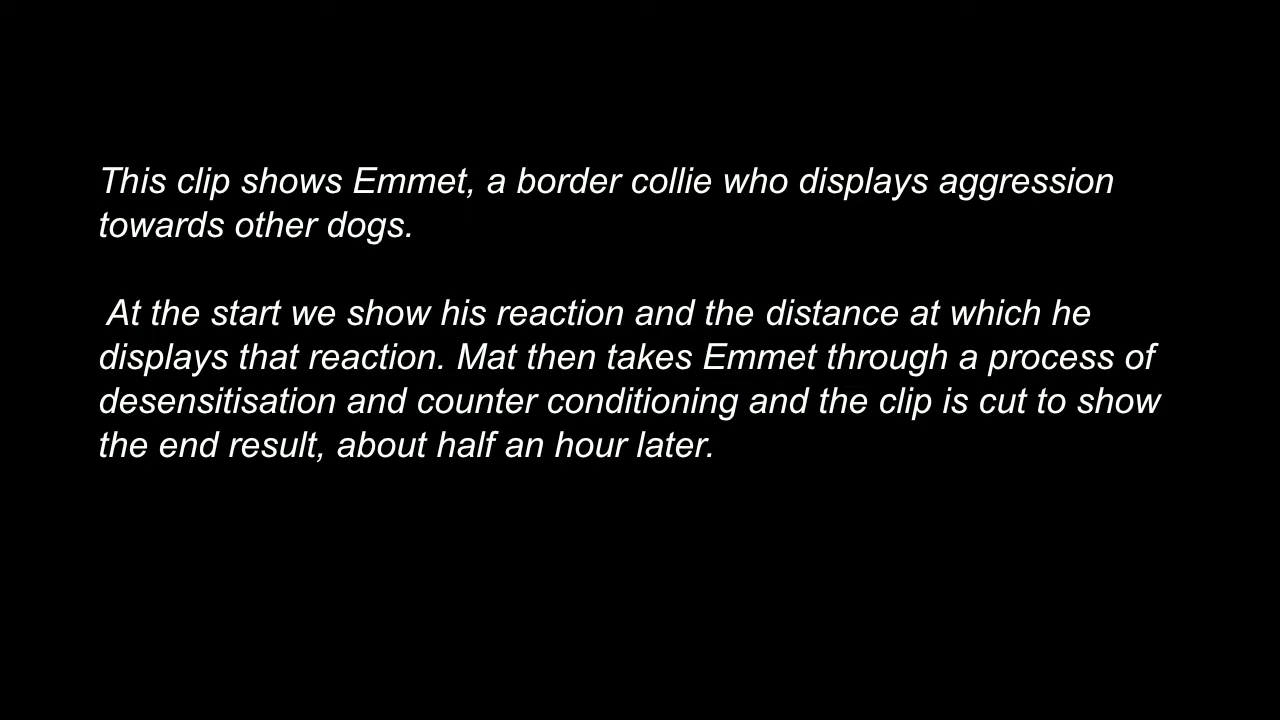 This clip shows Emmet, a border collie who displays aggression
towards other dogs.
At the start we show his reaction and the distance at which he
displays that reaction. Mat then takes Emmet through a process of
desensitisation and counter conditioning and the clip is cut to show
the end result, about half an hour later.